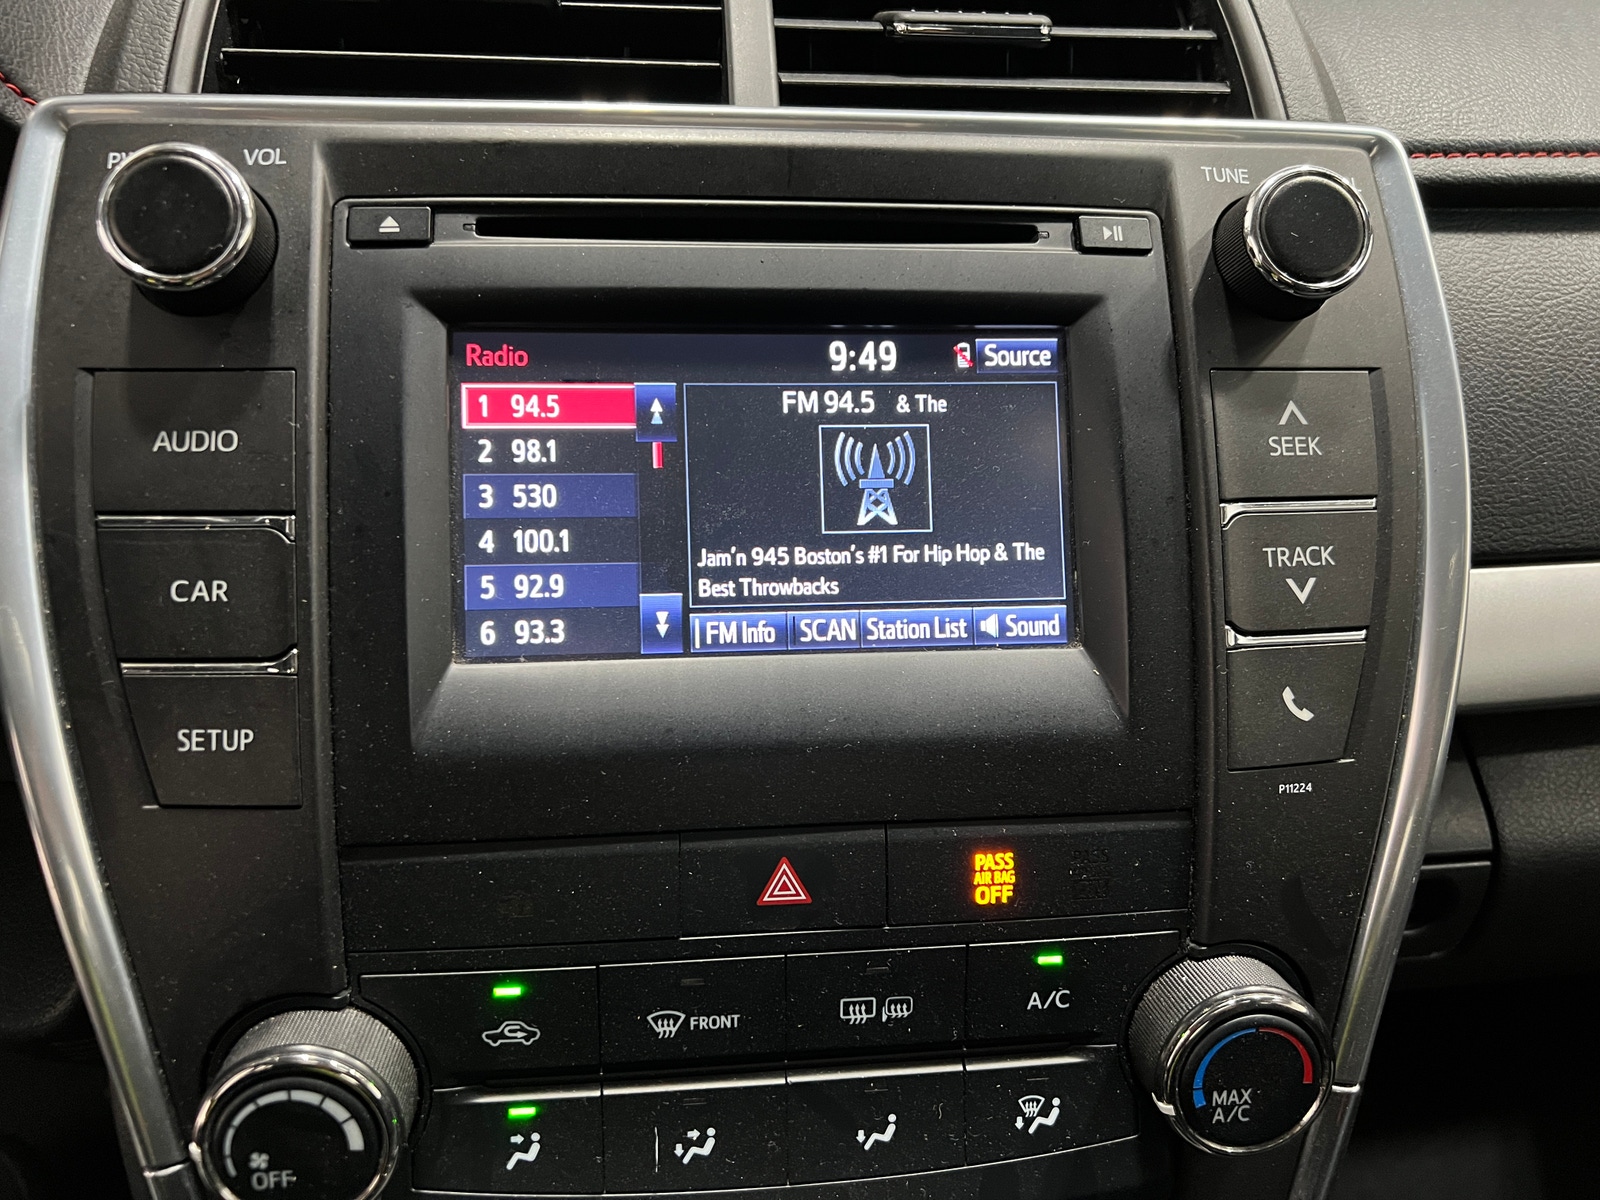 VOL
TUNE
Radio
9:49
Source
1 94.5
2 98.1
3 530
4 100.1
5 92.9
6 93.3
FM 94.5 & The
Jam'n 945 Boston's #1 For Hip Hop & The
Best Throwbacks
FM Info
SCAN
Station List
Sound
AUDIO
CAR
SETUP
SEEK
TRACK
P11224
PASS
AIR BAG
OFF
FRONT
A/C
OFF
MAX
A/C